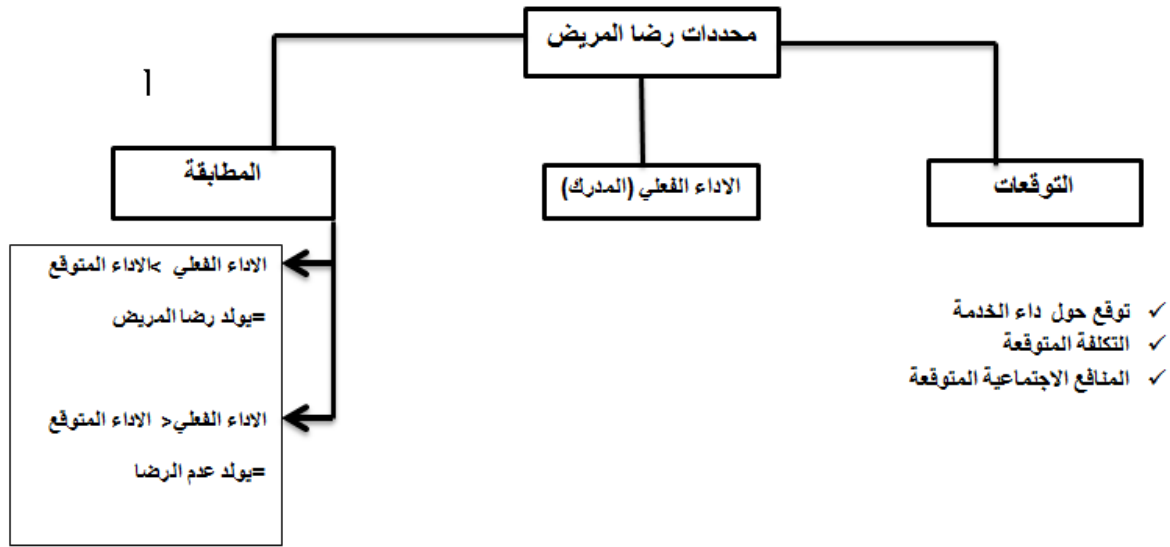 محددات رضا المريض
التوقعات
الاداء الفعلي (المدرك)
المطابقة
✓ توقع حول داء الخدمة
✓ التكلفة المتوقعة
✓ المنافع الاجتماعية المتوقعة
الاداء الفعلي >الاداء المتوقع
=يولد رضا المريض
الاداء الفعلي< الاداء المتوقع
=يولد عدم الرضا